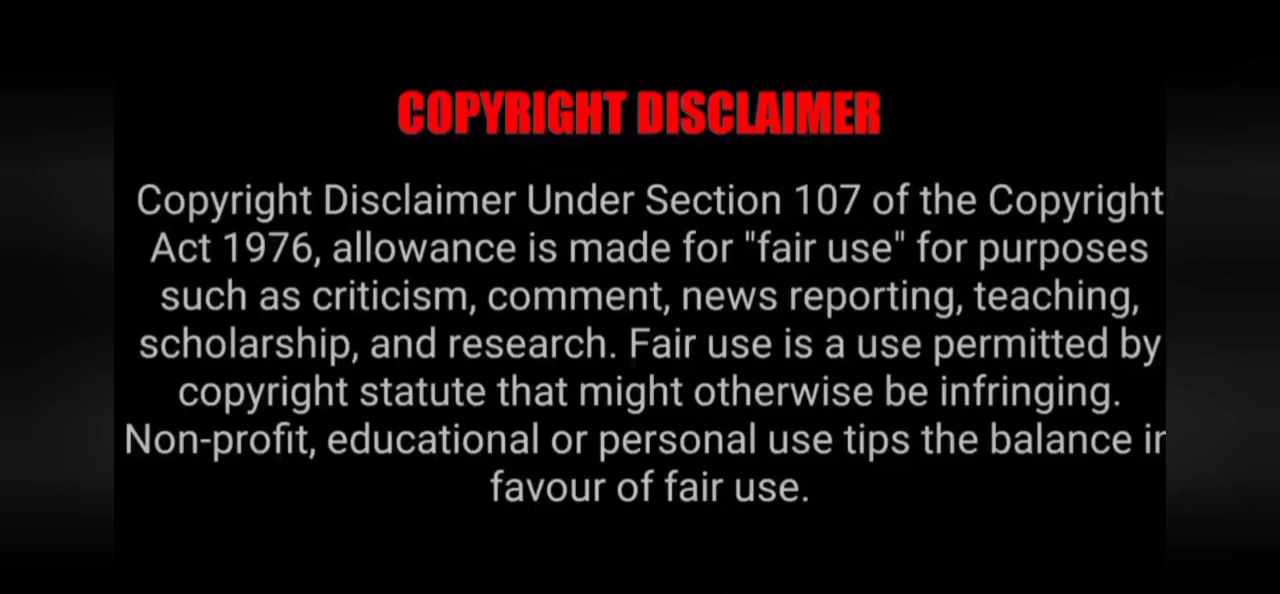 COPYRIGHT DISCLAIMER
Copyright Disclaimer Under Section 107 of the Copyright
Act 1976, allowance is made for "fair use" for purposes
such as criticism, comment, news reporting, teaching,
scholarship, and research. Fair use is a use permitted by
copyright statute that might otherwise be infringing.
Non-profit, educational or personal use tips the balance in
favour of fair use.